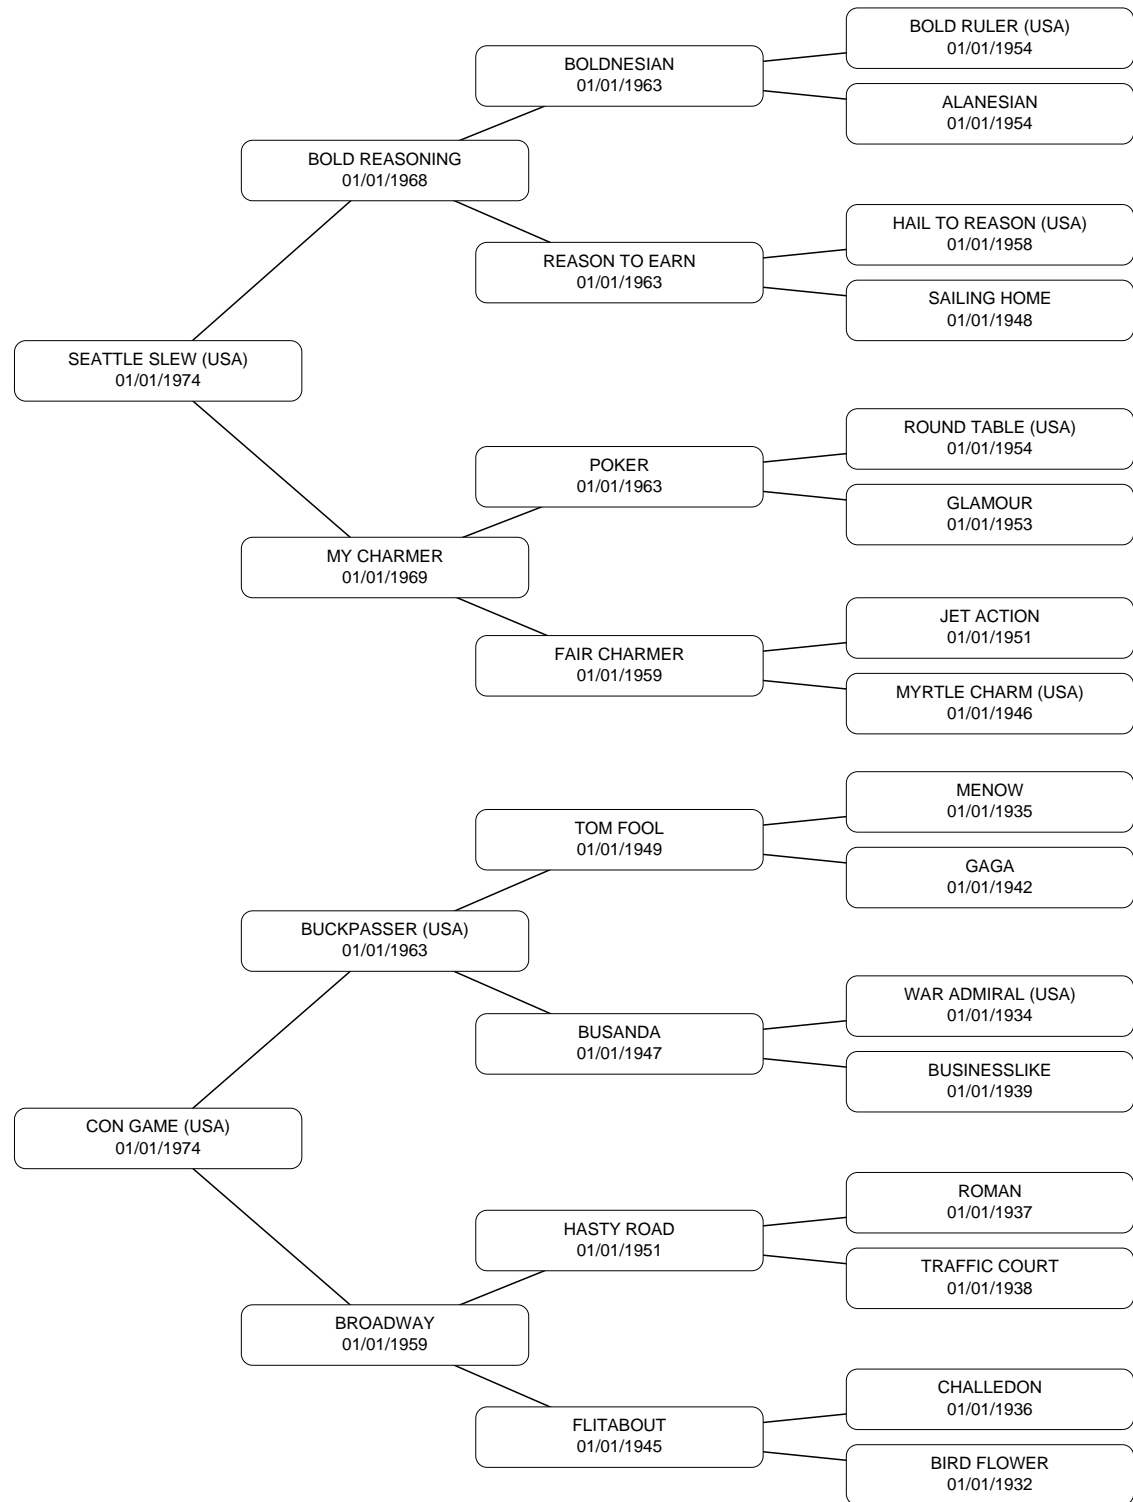 BOLD RULER (USA)
01/01/1954
BOLDNESIAN
01/01/1963
ALANESIAN
01/01/1954
BOLD REASONING
01/01/1968
HAIL TO REASON (USA)
01/01/1958
REASON TO EARN
01/01/1963
SAILING HOME
01/01/1948
SEATTLE SLEW (USA)
01/01/1974
ROUND TABLE (USA)
01/01/1954
POKER
01/01/1963
GLAMOUR
01/01/1953
MY CHARMER
01/01/1969
JET ACTION
01/01/1951
FAIR CHARMER
01/01/1959
MYRTLE CHARM (USA)
01/01/1946
MENOW
01/01/1935
TOM FOOL
01/01/1949
GAGA
01/01/1942
BUCKPASSER (USA)
01/01/1963
WAR ADMIRAL (USA)
01/01/1934
BUSANDA
01/01/1947
BUSINESSLIKE
01/01/1939
CON GAME (USA)
01/01/1974
ROMAN
01/01/1937
HASTY ROAD
01/01/1951
TRAFFIC COURT
01/01/1938
BROADWAY
01/01/1959
CHALLEDON
01/01/1936
FLITABOUT
01/01/1945
BIRD FLOWER
01/01/1932